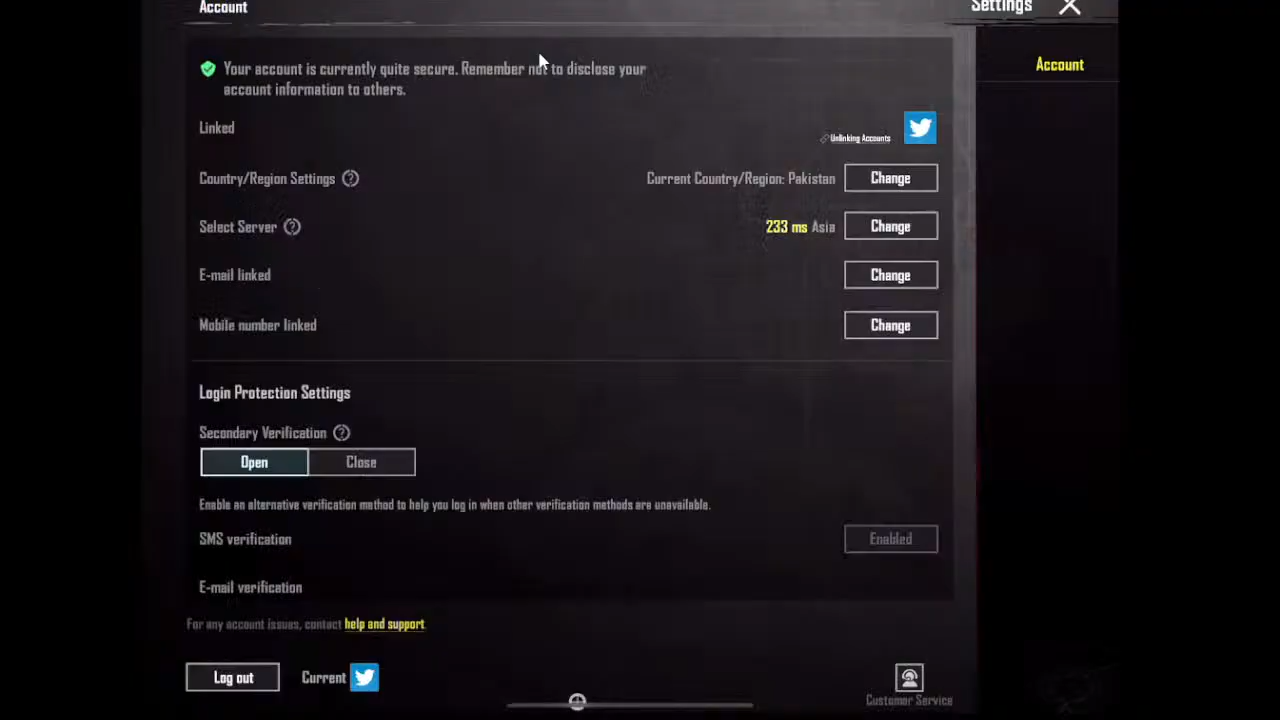 Account
Settings
Account
Your account is currently quite secure. Remember not to disclose your
account information to others.
Linked
Unlinking Accounts
Country/Region Settings ?
Current Country/Region: Pakistan
Change
Select Server ?
233 ms Asia
Change
E-mail linked
Change
Mobile number linked
Change
Login Protection Settings
Secondary Verification ?
Open
Close
Enable an alternative verification method to help you log in when other verification methods are unavailable.
SMS verification
Enabled
E-mail verification
For any account issues, contact help and support
Log out
Current
Customer Service